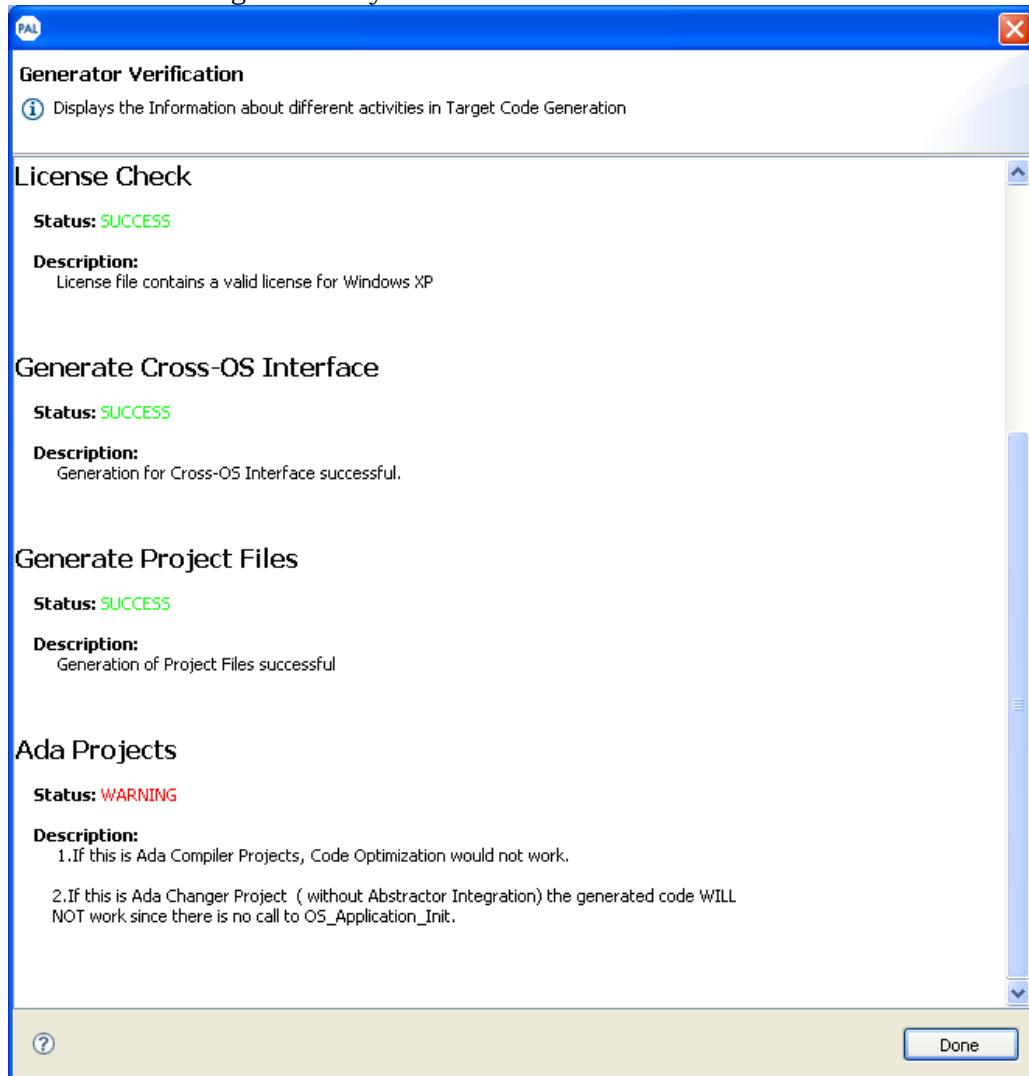 PAL
Generator Verification
Displays the Information about different activities in Target Code Generation
License Check
Status: SUCCESS
Description:
License file contains a valid license for Windows XP
Generate Cross-OS Interface
Status: SUCCESS
Description:
Generation for Cross-OS Interface successful.
Generate Project Files
Status: SUCCESS
Description:
Generation of Project Files successful
Ada Projects
Status: WARNING
Description:
1.If this is Ada Compiler Projects, Code Optimization would not work.
2.If this is Ada Changer Project ( without Abstractor Integration) the generated code WILL
NOT work since there is no call to OS_Application_Init.
?
Done